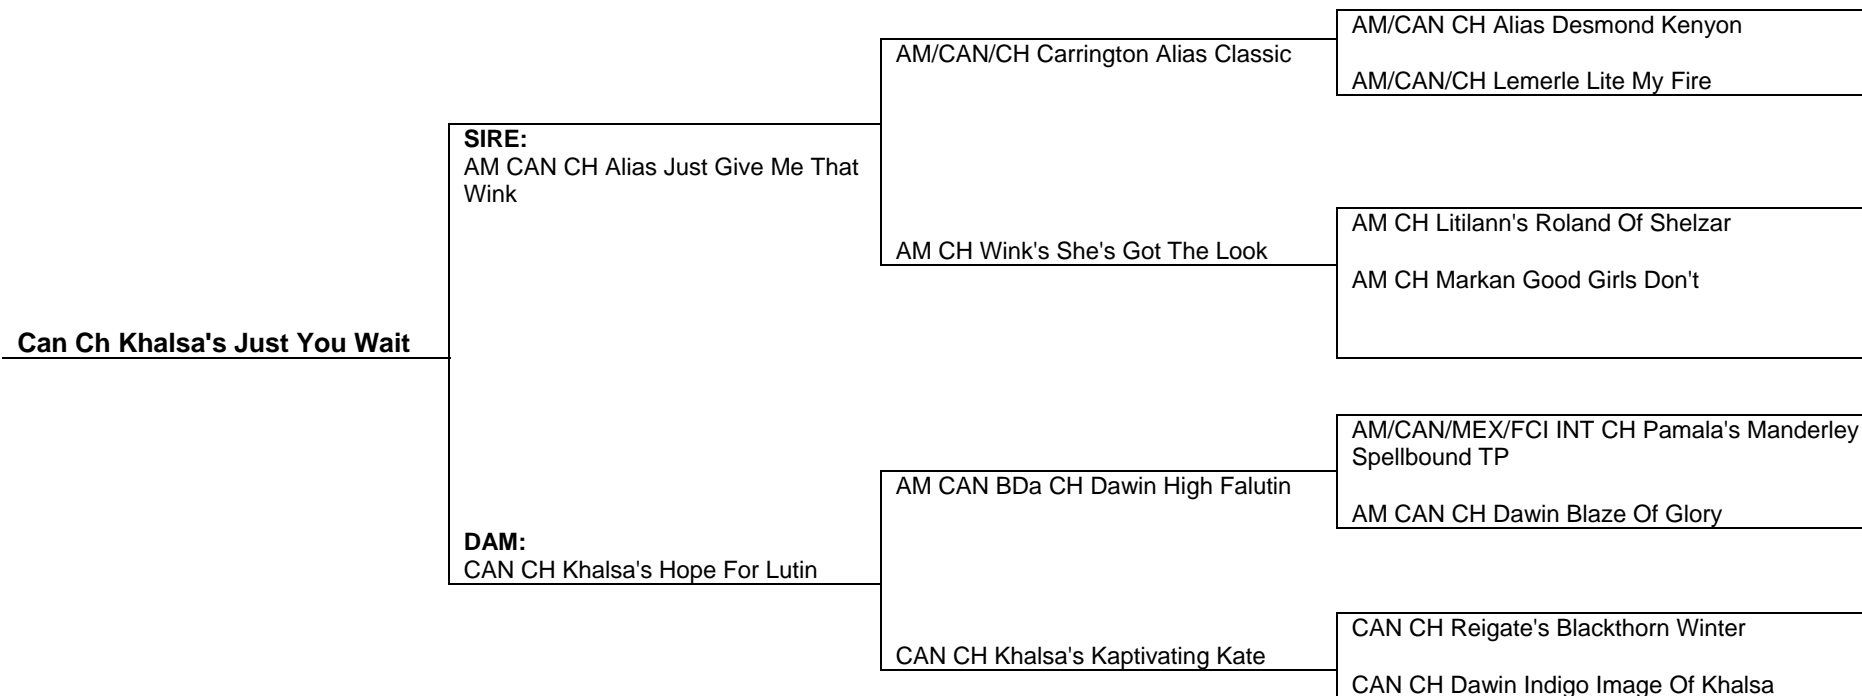 AM/CAN CH Alias Desmond Kenyon
AM/CAN/CH Carrington Alias Classic
AM/CAN/CH Lemerle Lite My Fire
SIRE:
AM CAN CH Alias Just Give Me That
Wink
AM CH Litilann's Roland Of Shelzar
AM CH Wink's She's Got The Look
AM CH Markan Good Girls Don't
Can Ch Khalsa's Just You Wait
AM/CAN/MEX/FCI INT CH Pamala's Manderley
Spellbound TP
AM CAN BDa CH Dawin High Falutin
AM CAN CH Dawin Blaze Of Glory
DAM:
CAN CH Khalsa's Hope For Lutin
CAN CH Reigate's Blackthorn Winter
CAN CH Khalsa's Kaptivating Kate
CAN CH Dawin Indigo Image Of Khalsa